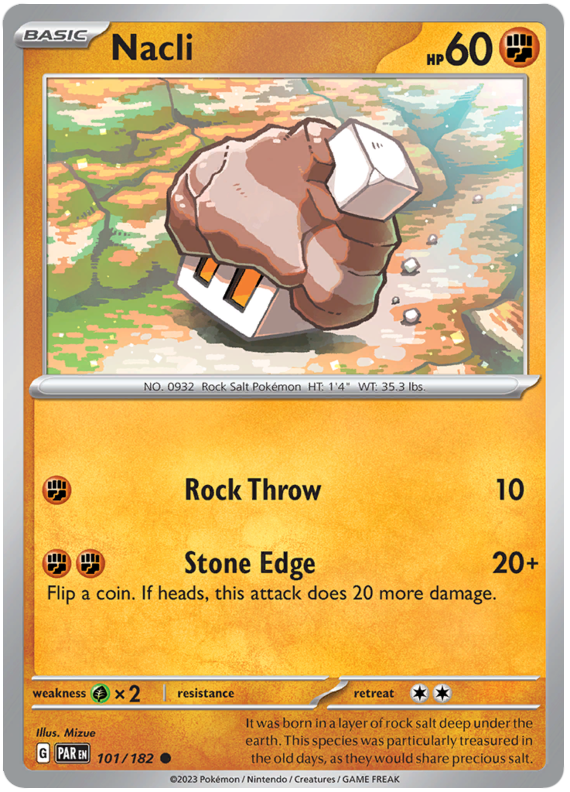 BASIC
Nacli
HP 60
NO. 0932 Rock Salt Pokémon HT: 1'4" WT: 35.3 lbs.
Rock Throw 10
Stone Edge 20+
Flip a coin. If heads, this attack does 20 more damage.
weakness ×2 resistance retreat
Illus. Mizue
G PAR EN 101/182
It was born in a layer of rock salt deep under the
earth. This species was particularly treasured in
the old days, as they would share precious salt.
©2023 Pokémon / Nintendo / Creatures / GAME FREAK